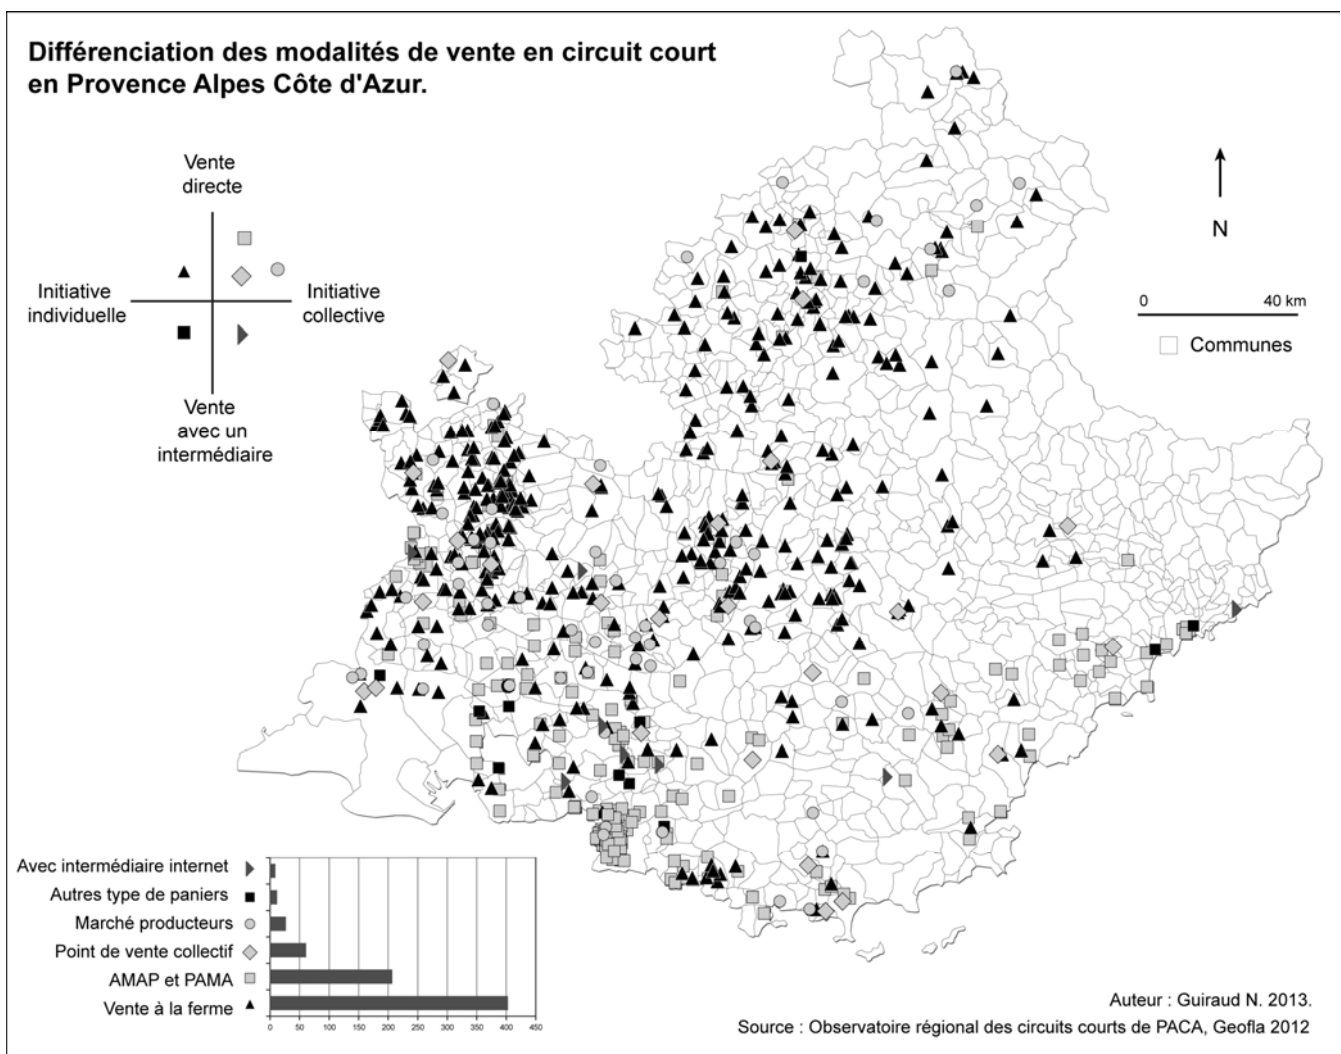 Différenciation des modalités de vente en circuit court
en Provence Alpes Côte d'Azur.
Vente
directe
Initiative
individuelle
Initiative
collective
Vente
avec un
intermédiaire
N
0 40 km
Communes
Avec intermédiaire internet
Autres type de paniers
Marché producteurs
Point de vente collectif
AMAP et PAMA
Vente à la ferme
0 50 100 150 200 250 300 350 400 450
Auteur : Guiraud N. 2013.
Source : Observatoire régional des circuits courts de PACA, Geofla 2012